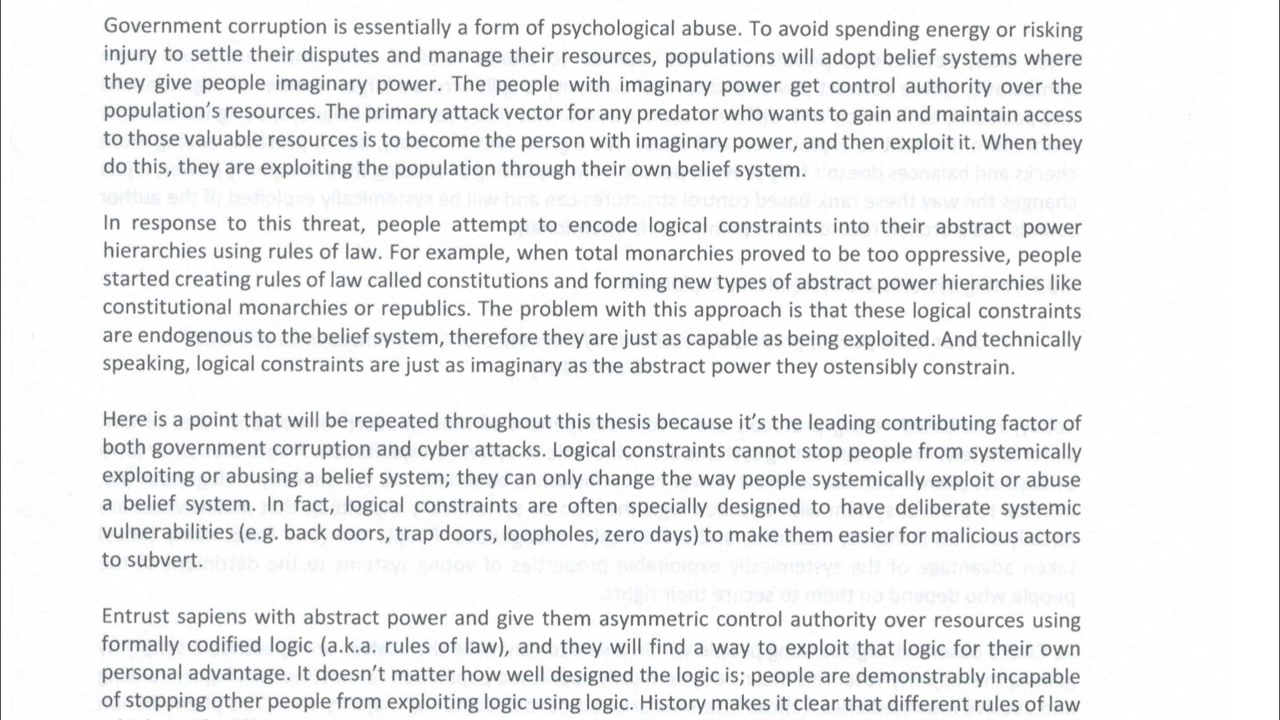 Government corruption is essentially a form of psychological abuse. To avoid spending energy or risking
injury to settle their disputes and manage their resources, populations will adopt belief systems where
they give people imaginary power. The people with imaginary power get control authority over the
population's resources. The primary attack vector for any predator who wants to gain and maintain access
to those valuable resources is to become the person with imaginary power, and then exploit it. When they
do this, they are exploiting the population through their own belief system.
In response to this threat, people attempt to encode logical constraints into their abstract power
hierarchies using rules of law. For example, when total monarchies proved to be too oppressive, people
started creating rules of law called constitutions and forming new types of abstract power hierarchies like
constitutional monarchies or republics. The problem with this approach is that these logical constraints
are endogenous to the belief system, therefore they are just as capable as being exploited. And technically
speaking, logical constraints are just as imaginary as the abstract power they ostensibly constrain.
Here is a point that will be repeated throughout this thesis because it's the leading contributing factor of
both government corruption and cyber attacks. Logical constraints cannot stop people from systemically
exploiting or abusing a belief system; they can only change the way people systemically exploit or abuse
a belief system. In fact, logical constraints are often specially designed to have deliberate systemic
vulnerabilities (e.g. back doors, trap doors, loopholes, zero days) to make them easier for malicious actors
to subvert.
Entrust sapiens with abstract power and give them asymmetric control authority over resources using
formally codified logic (a.k.a. rules of law), and they will find a way to exploit that logic for their own
personal advantage. It doesn't matter how well designed the logic is; people are demonstrably incapable
of stopping other people from exploiting logic using logic. History makes it clear that different rules of law